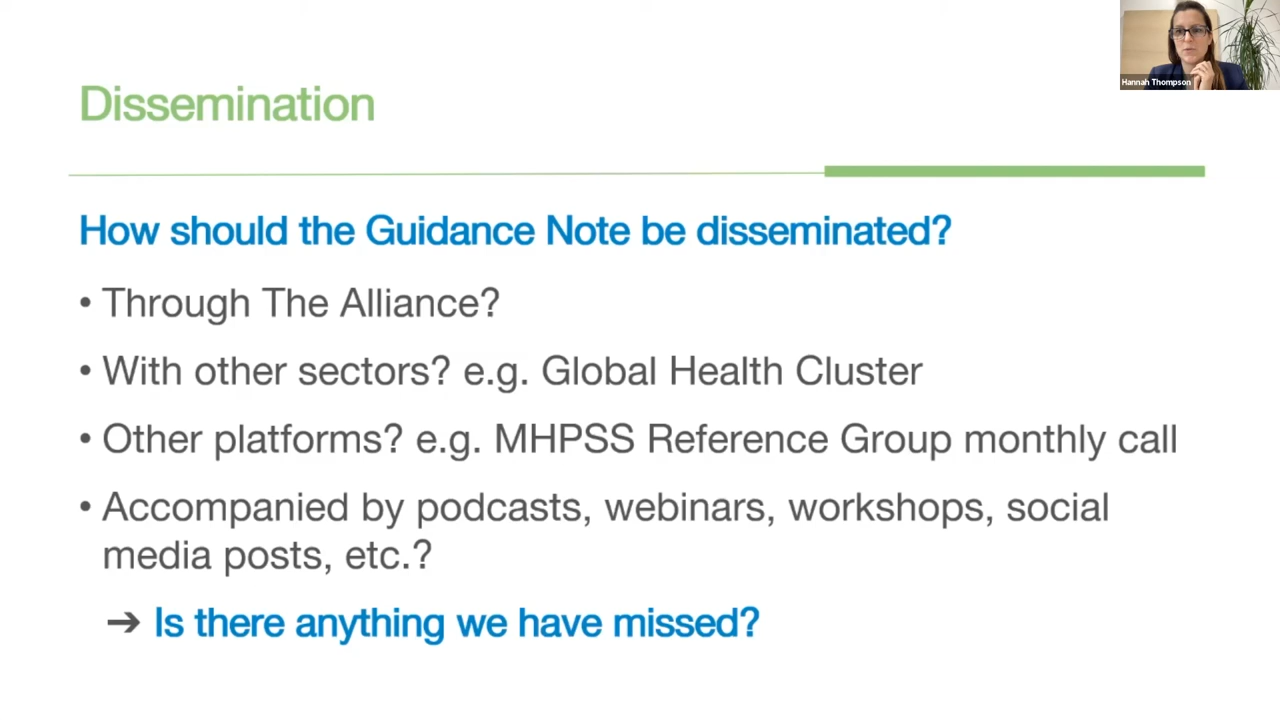 Hannah Thompson
Dissemination
How should the Guidance Note be disseminated?
• Through The Alliance?
• With other sectors? e.g. Global Health Cluster
• Other platforms? e.g. MHPSS Reference Group monthly call
• Accompanied by podcasts, webinars, workshops, social
media posts, etc.?
➔ Is there anything we have missed?